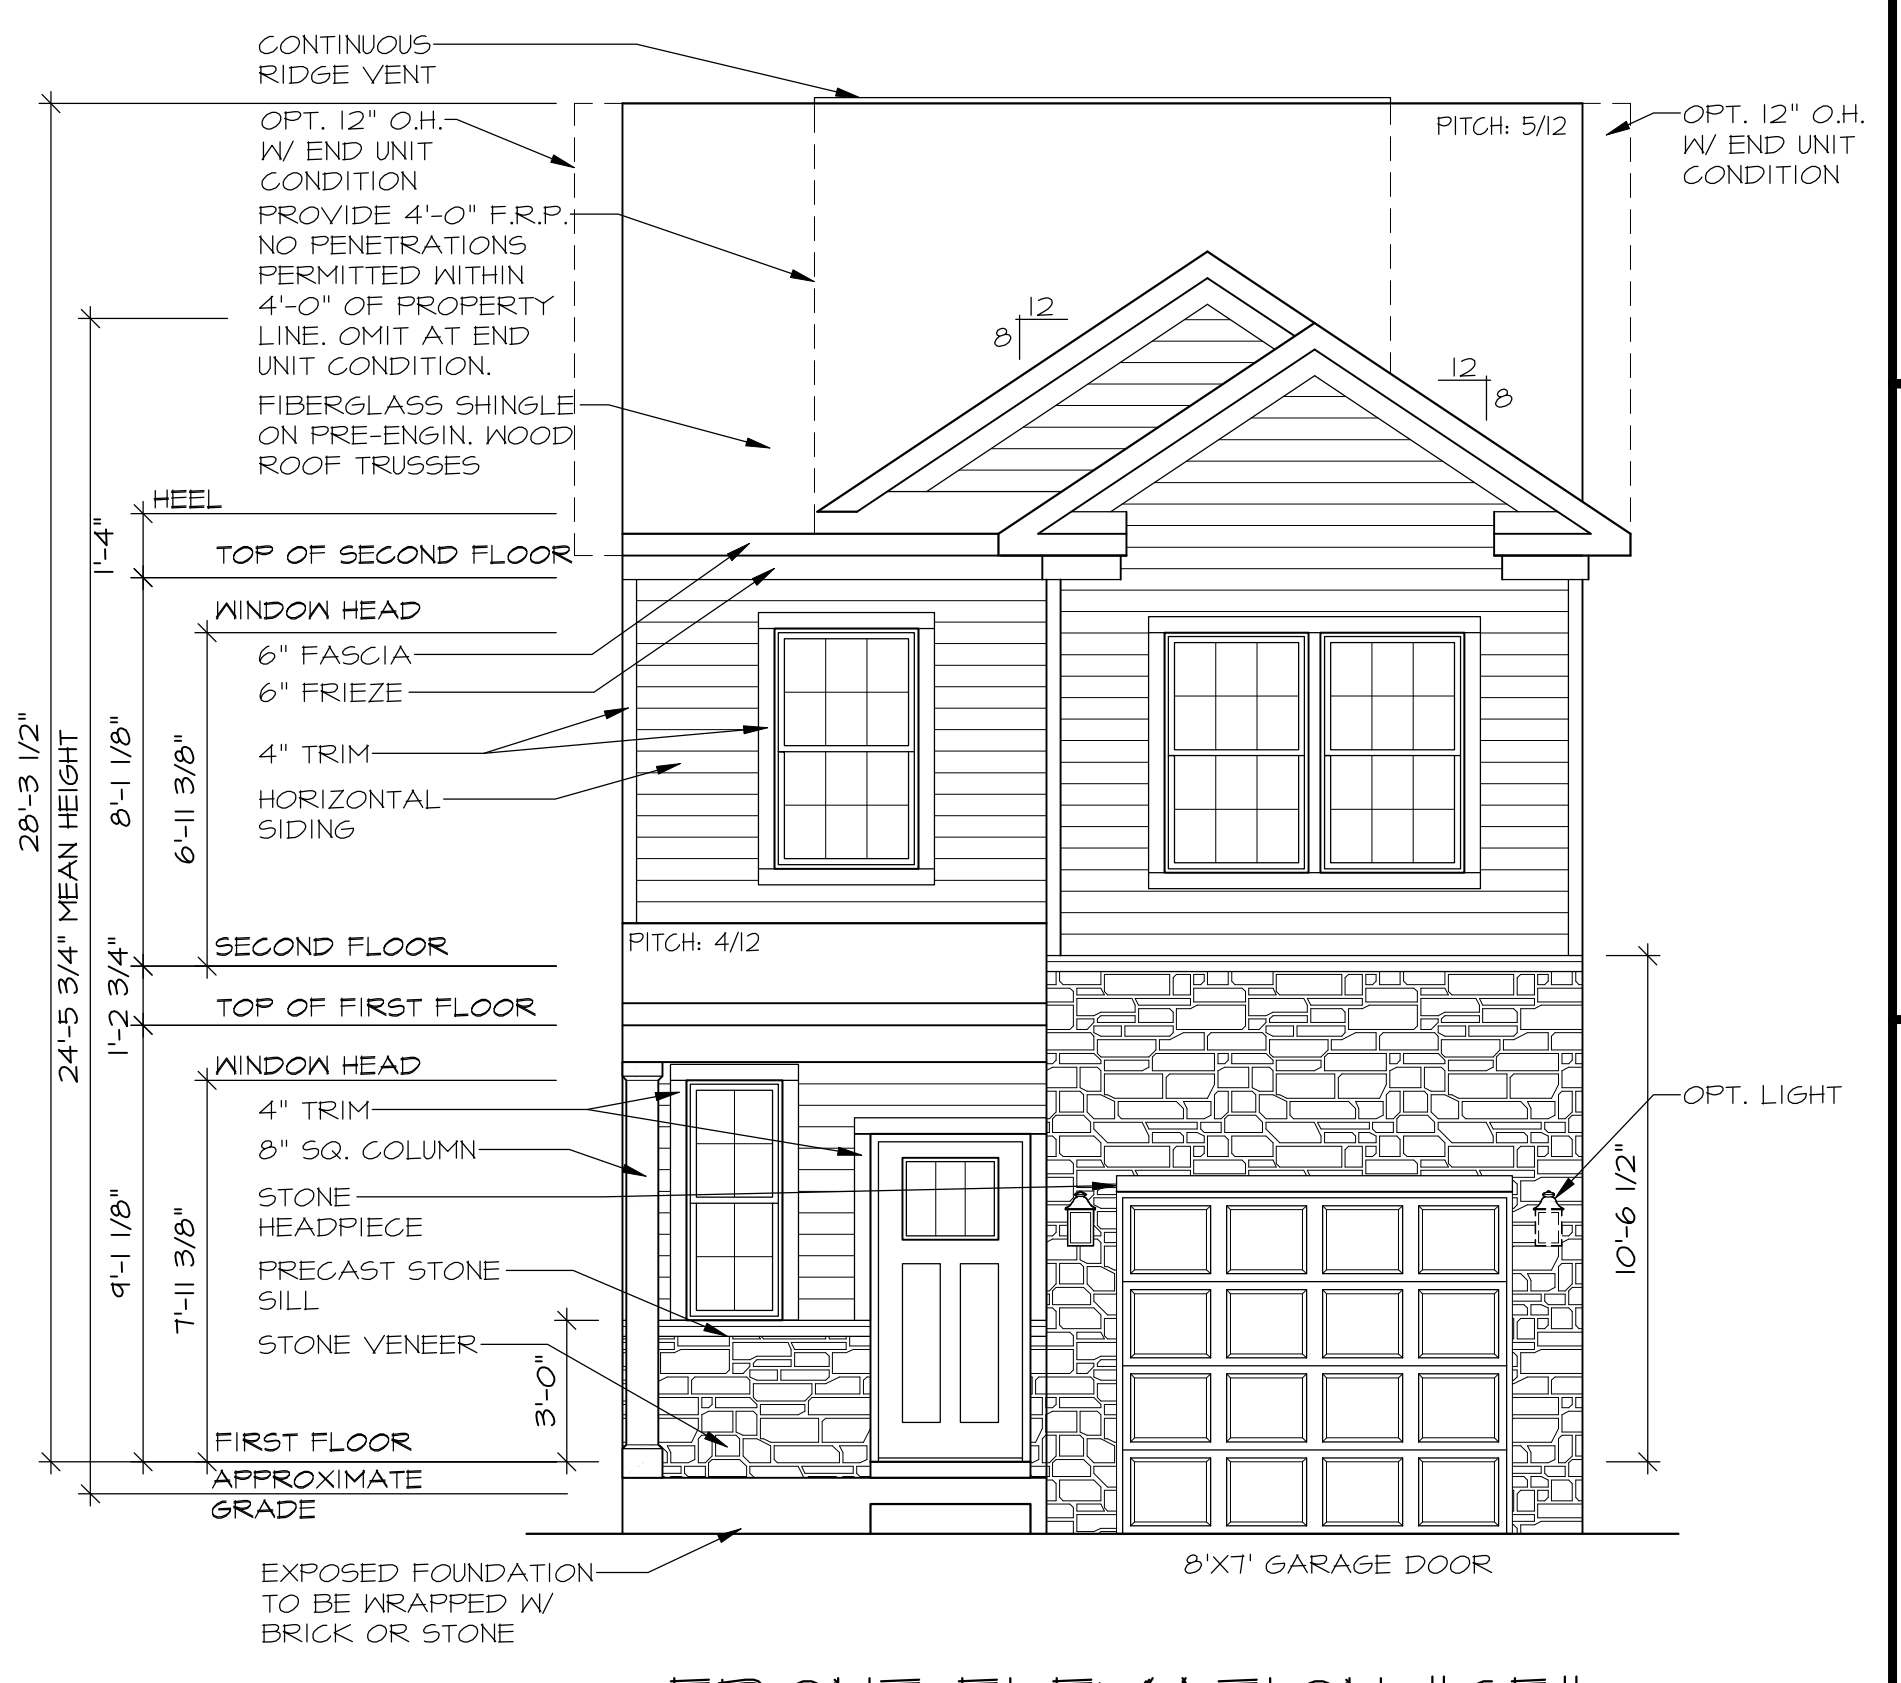 CONTINUOUS
RIDGE VENT
OPT. 12" O.H.
W/ END UNIT
CONDITION
PROVIDE 4'-0" F.R.P.
NO PENETRATIONS
PERMITTED WITHIN
4'-0" OF PROPERTY
LINE. OMIT AT END
UNIT CONDITION.
FIBERGLASS SHINGLE
ON PRE-ENGIN. WOOD
ROOF TRUSSES
HEEL
1'-4"
TOP OF SECOND FLOOR
WINDOW HEAD
6" FASCIA
6" FRIEZE
4" TRIM
HORIZONTAL
SIDING
28'-3 1/2"
24'-5 3/4" MEAN HEIGHT
8'-1 1/8"
6'-11 3/8"
SECOND FLOOR
1'-2 3/4"
TOP OF FIRST FLOOR
WINDOW HEAD
4" TRIM
8" SQ. COLUMN
STONE
HEADPIECE
PRECAST STONE
SILL
STONE VENEER
9'-1 1/8"
7'-11 3/8"
3'-0"
FIRST FLOOR
APPROXIMATE
GRADE
EXPOSED FOUNDATION
TO BE WRAPPED W/
BRICK OR STONE
PITCH: 5/12
12
8
12
8
PITCH: 4/12
OPT. 12" O.H.
W/ END UNIT
CONDITION
OPT. LIGHT
10'-6 1/2"
8'X7' GARAGE DOOR